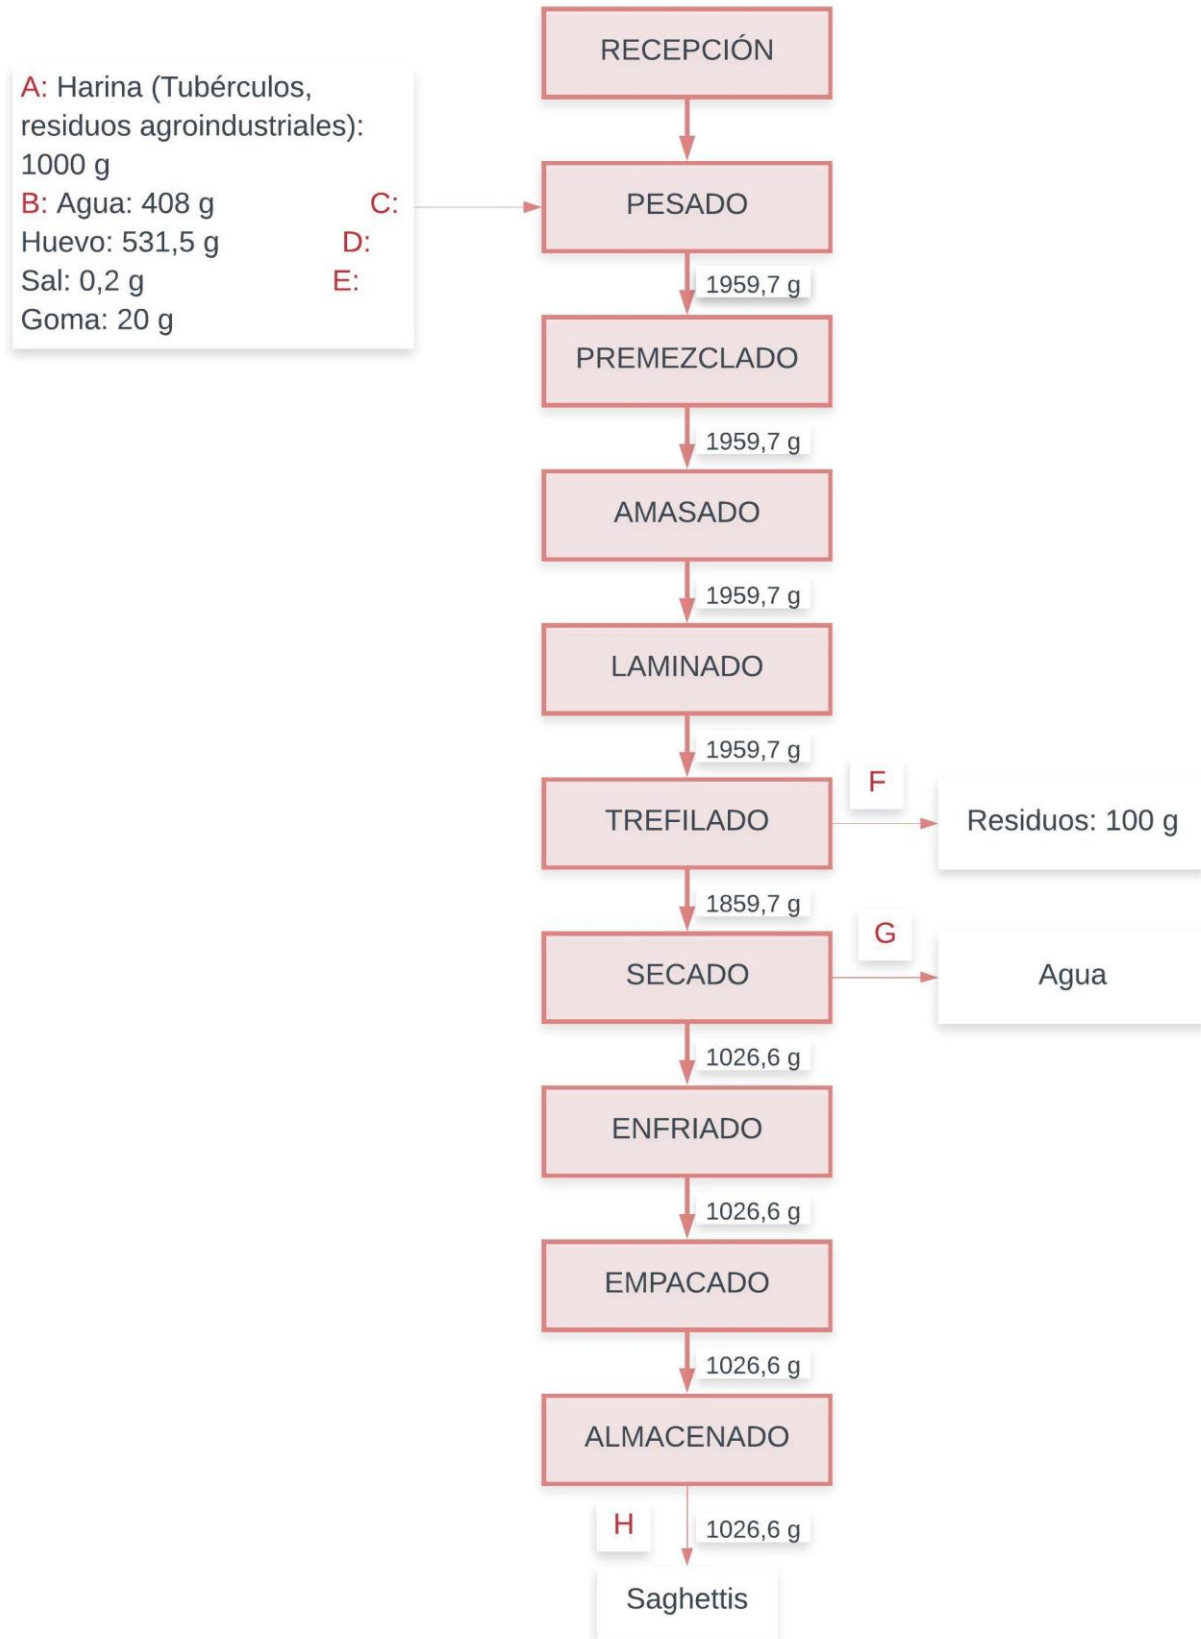 RECEPCIÓN
A: Harina (Tubérculos,
residuos agroindustriales):
1000 g
B: Agua: 408 g C:
Huevo: 531,5 g D:
Sal: 0,2 g E:
Goma: 20 g
PESADO
1959,7 g
PREMEZCLADO
1959,7 g
AMASADO
1959,7 g
LAMINADO
1959,7 g
TREFILADO
F
Residuos: 100 g
1859,7 g
SECADO
G
Agua
1026,6 g
ENFRIADO
1026,6 g
EMPACADO
1026,6 g
ALMACENADO
H
1026,6 g
Saghettis